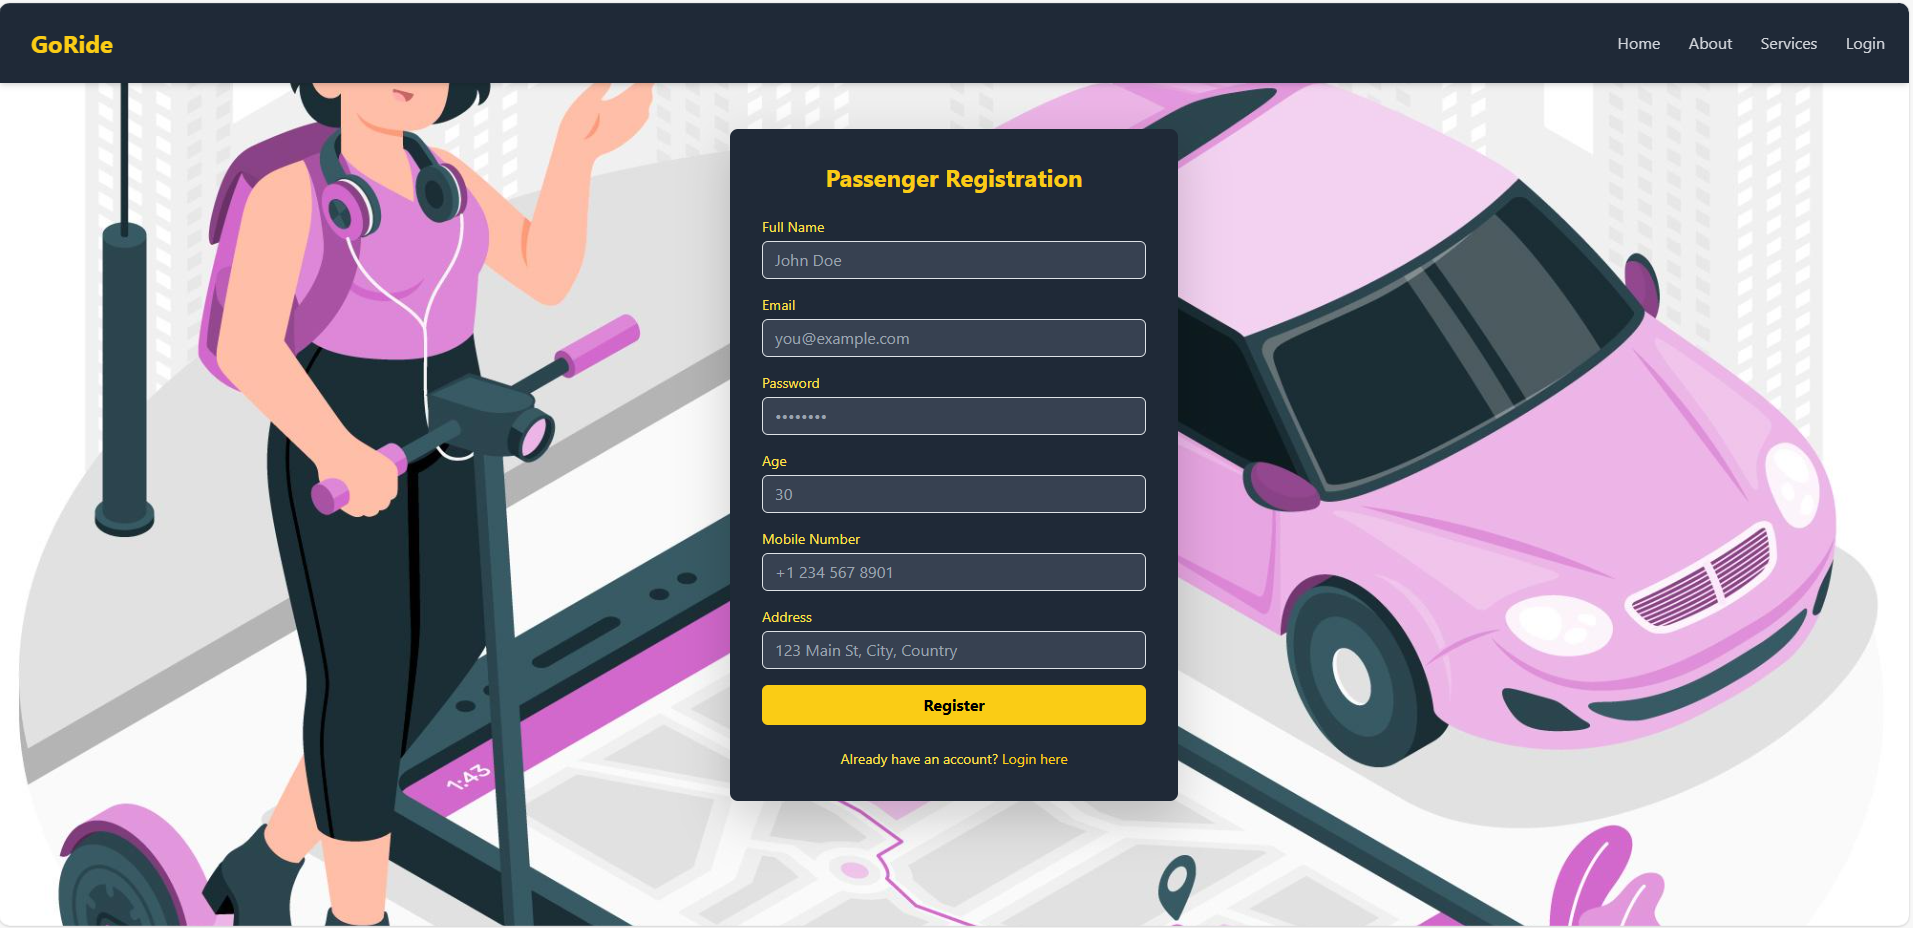 GoRide
Home About Services Login
Passenger Registration
Full Name
John Doe
Email
you@example.com
Password
••••••••
Age
30
Mobile Number
+1 234 567 8901
Address
123 Main St, City, Country
Register
Already have an account? Login here
1:43